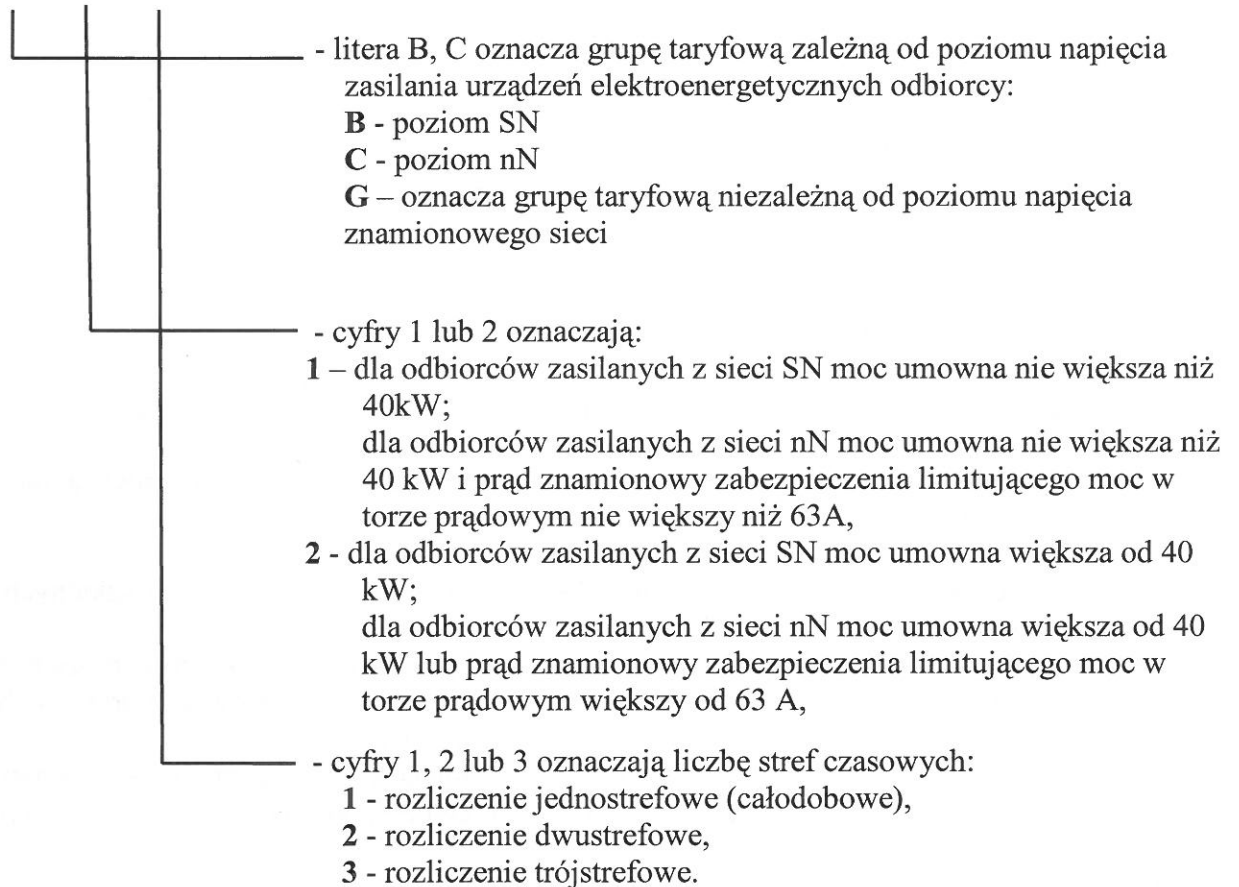 - litera B, C oznacza grupę taryfową zależną od poziomu napięcia
zasilania urządzeń elektroenergetycznych odbiorcy:
B - poziom SN
C - poziom nN
G – oznacza grupę taryfową niezależną od poziomu napięcia
znamionowego sieci
- cyfry 1 lub 2 oznaczają:
1 – dla odbiorców zasilanych z sieci SN moc umowna nie większa niż
40kW;
dla odbiorców zasilanych z sieci nN moc umowna nie większa niż
40 kW i prąd znamionowy zabezpieczenia limitującego moc w
torze prądowym nie większy niż 63A,
2 - dla odbiorców zasilanych z sieci SN moc umowna większa od 40
kW;
dla odbiorców zasilanych z sieci nN moc umowna większa od 40
kW lub prąd znamionowy zabezpieczenia limitującego moc w
torze prądowym większy od 63 A,
- cyfry 1, 2 lub 3 oznaczają liczbę stref czasowych:
1 - rozliczenie jednostrefowe (całodobowe),
2 - rozliczenie dwustrefowe,
3 - rozliczenie trójstrefowe.